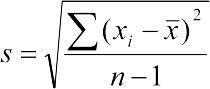 s = √(∑(xᵢ − x̅)² / (n − 1))